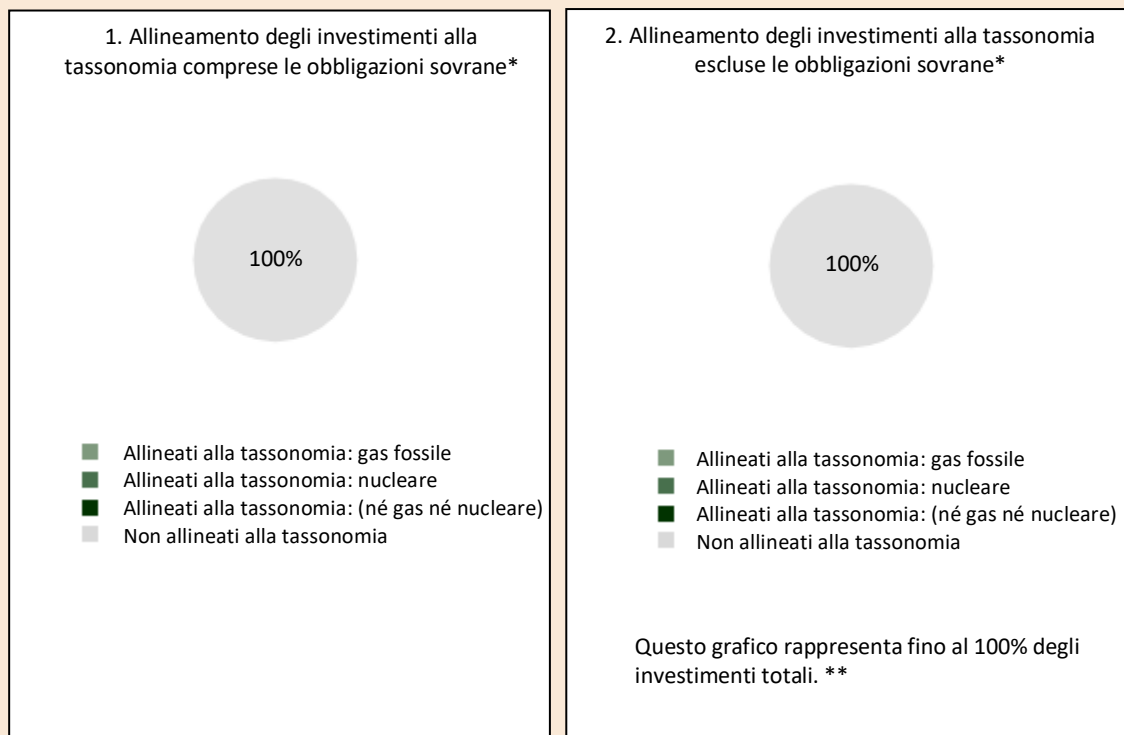 1. Allineamento degli investimenti alla
tassonomia comprese le obbligazioni sovrane*
100%
Allineati alla tassonomia: gas fossile
Allineati alla tassonomia: nucleare
Allineati alla tassonomia: (né gas né nucleare)
Non allineati alla tassonomia
2. Allineamento degli investimenti alla tassonomia
escluse le obbligazioni sovrane*
100%
Allineati alla tassonomia: gas fossile
Allineati alla tassonomia: nucleare
Allineati alla tassonomia: (né gas né nucleare)
Non allineati alla tassonomia
Questo grafico rappresenta fino al 100% degli
investimenti totali. **